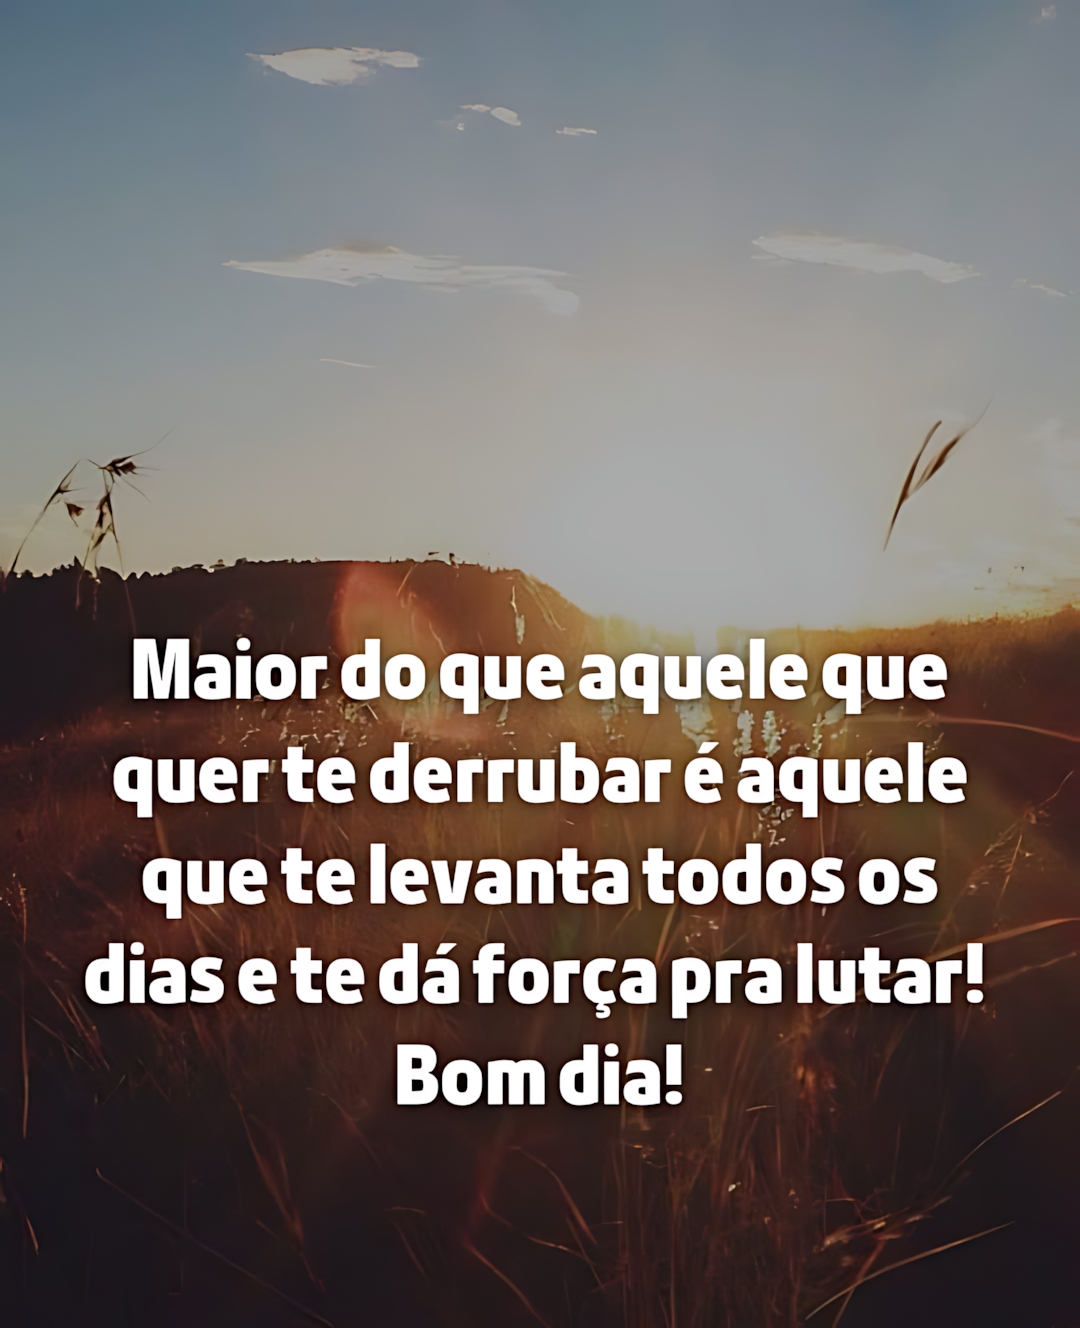 Maior do que aquele que
quer te derrubar é aquele
que te levanta todos os
dias e te dá força pra lutar!
Bom dia!